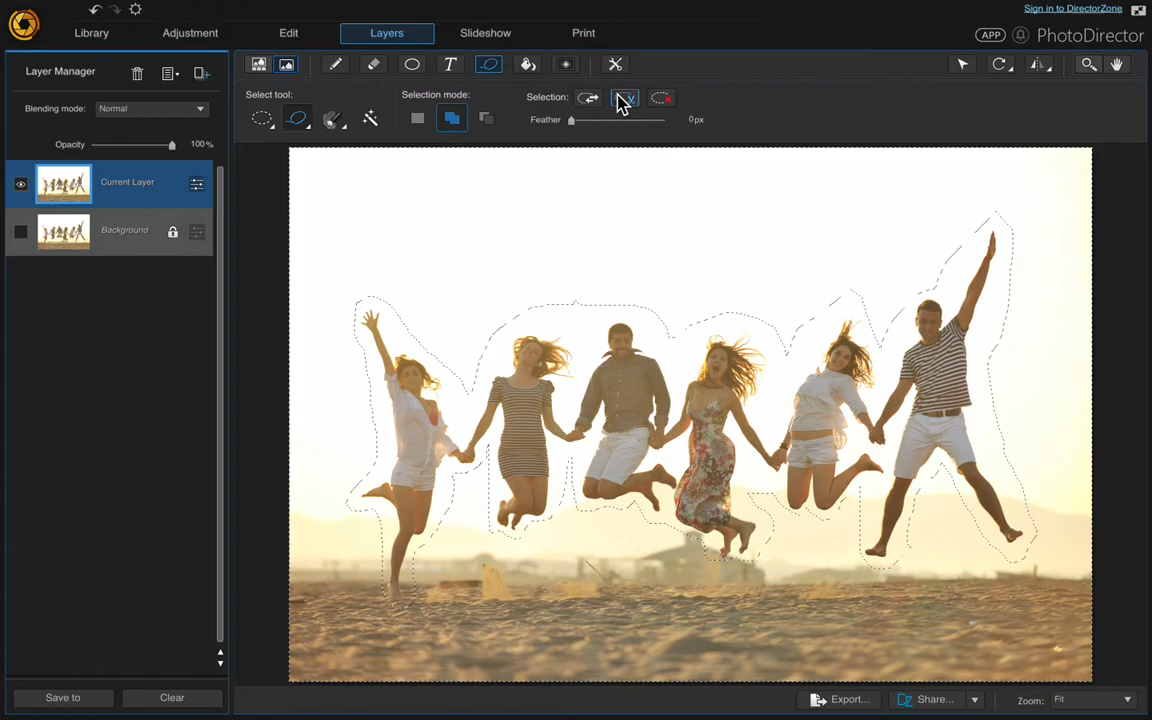 Sign in to DirectorZone
Library
Adjustment
Edit
Layers
Slideshow
Print
APP
PhotoDirector
Layer Manager
Blending mode:
Normal
Opacity
100%
Current Layer
Background
T
Select tool:
Selection mode:
Selection:
Feather
0px
Save to
Clear
Export...
Share...
Zoom:
Fit